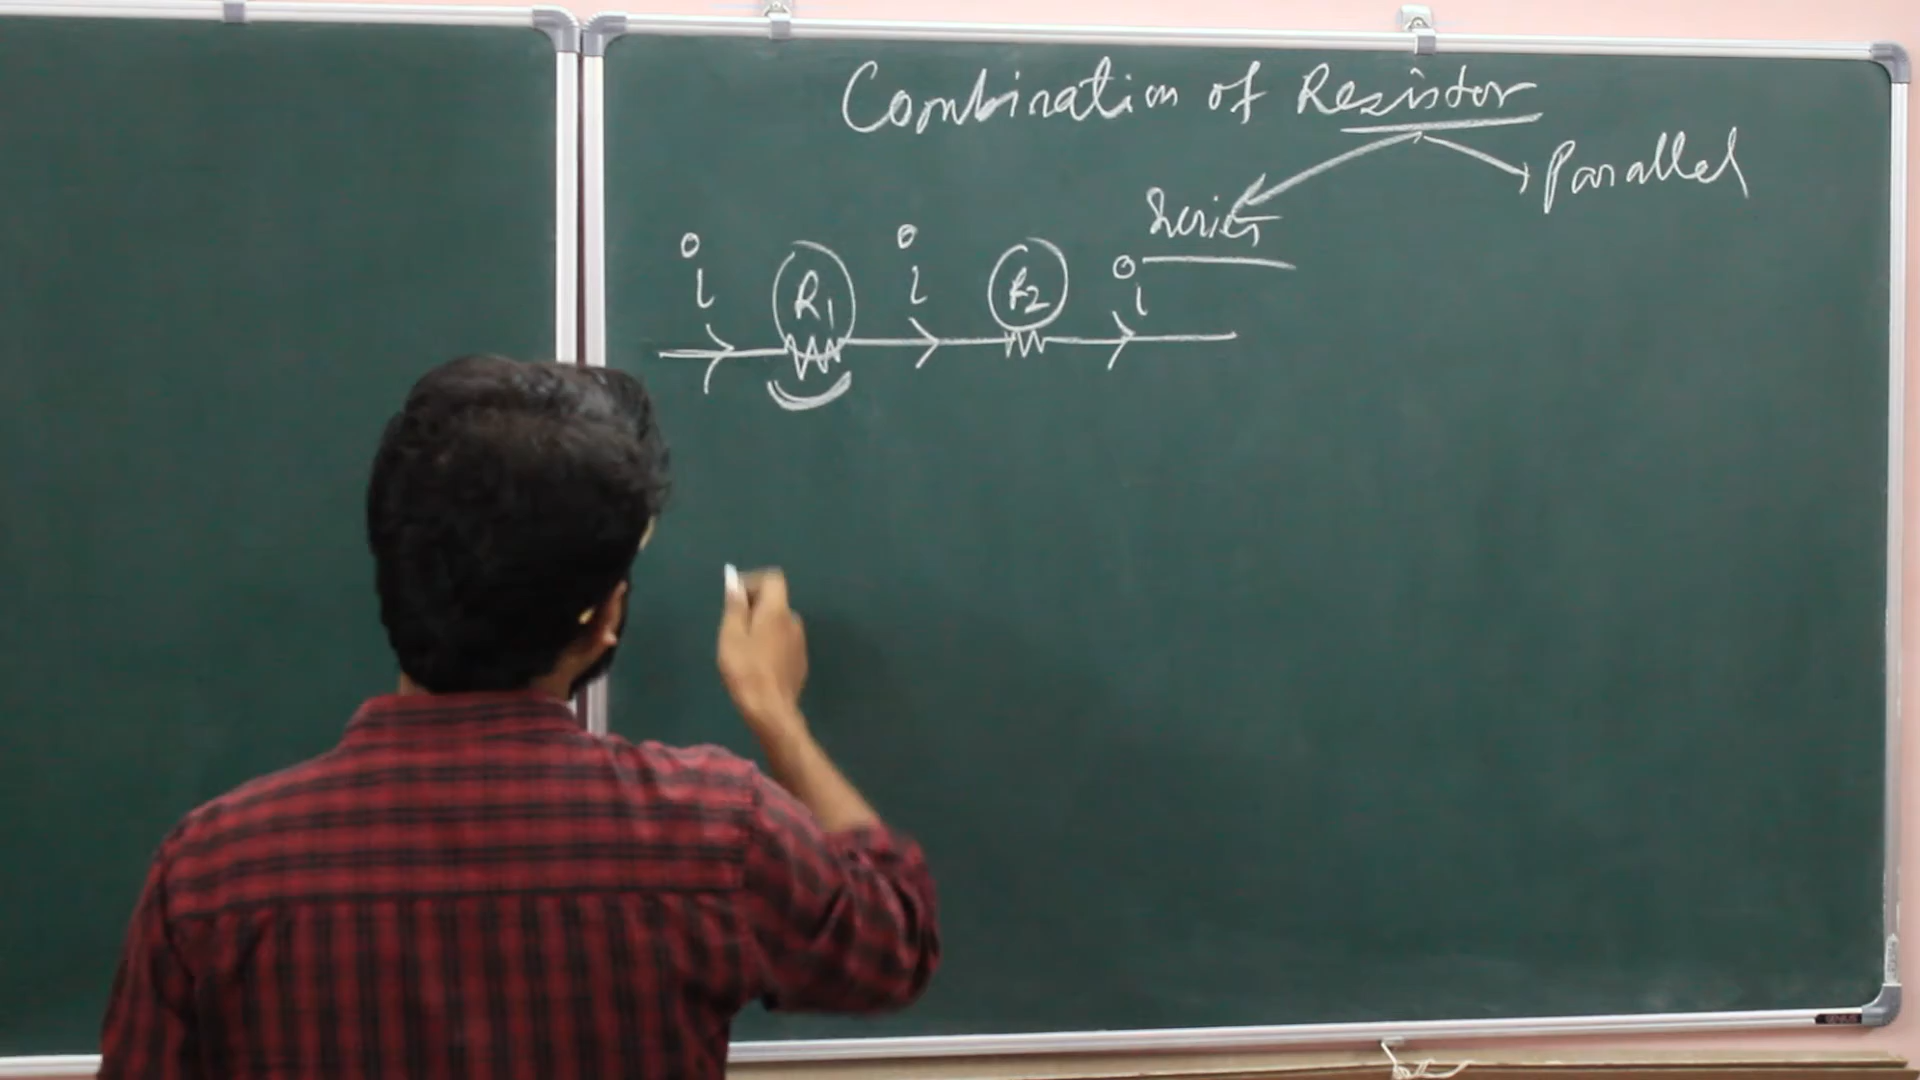 Combination of Resistor
Parallel
Series
i R1 i R2 i